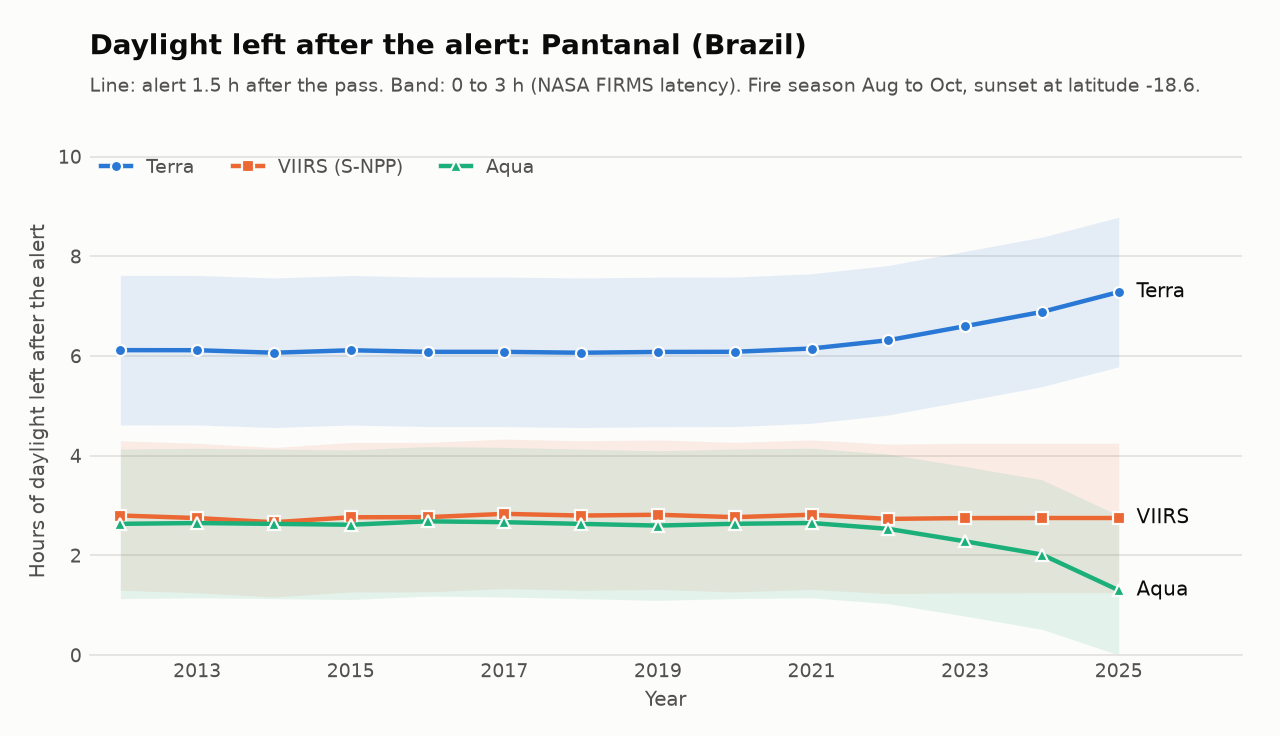 Daylight left after the alert: Pantanal (Brazil)
Line: alert 1.5 h after the pass. Band: 0 to 3 h (NASA FIRMS latency). Fire season Aug to Oct, sunset at latitude -18.6.
Terra VIIRS (S-NPP) Aqua
Hours of daylight left after the alert
10
8
6
4
2
0
Terra
VIIRS
Aqua
2013 2015 2017 2019 2021 2023 2025
Year